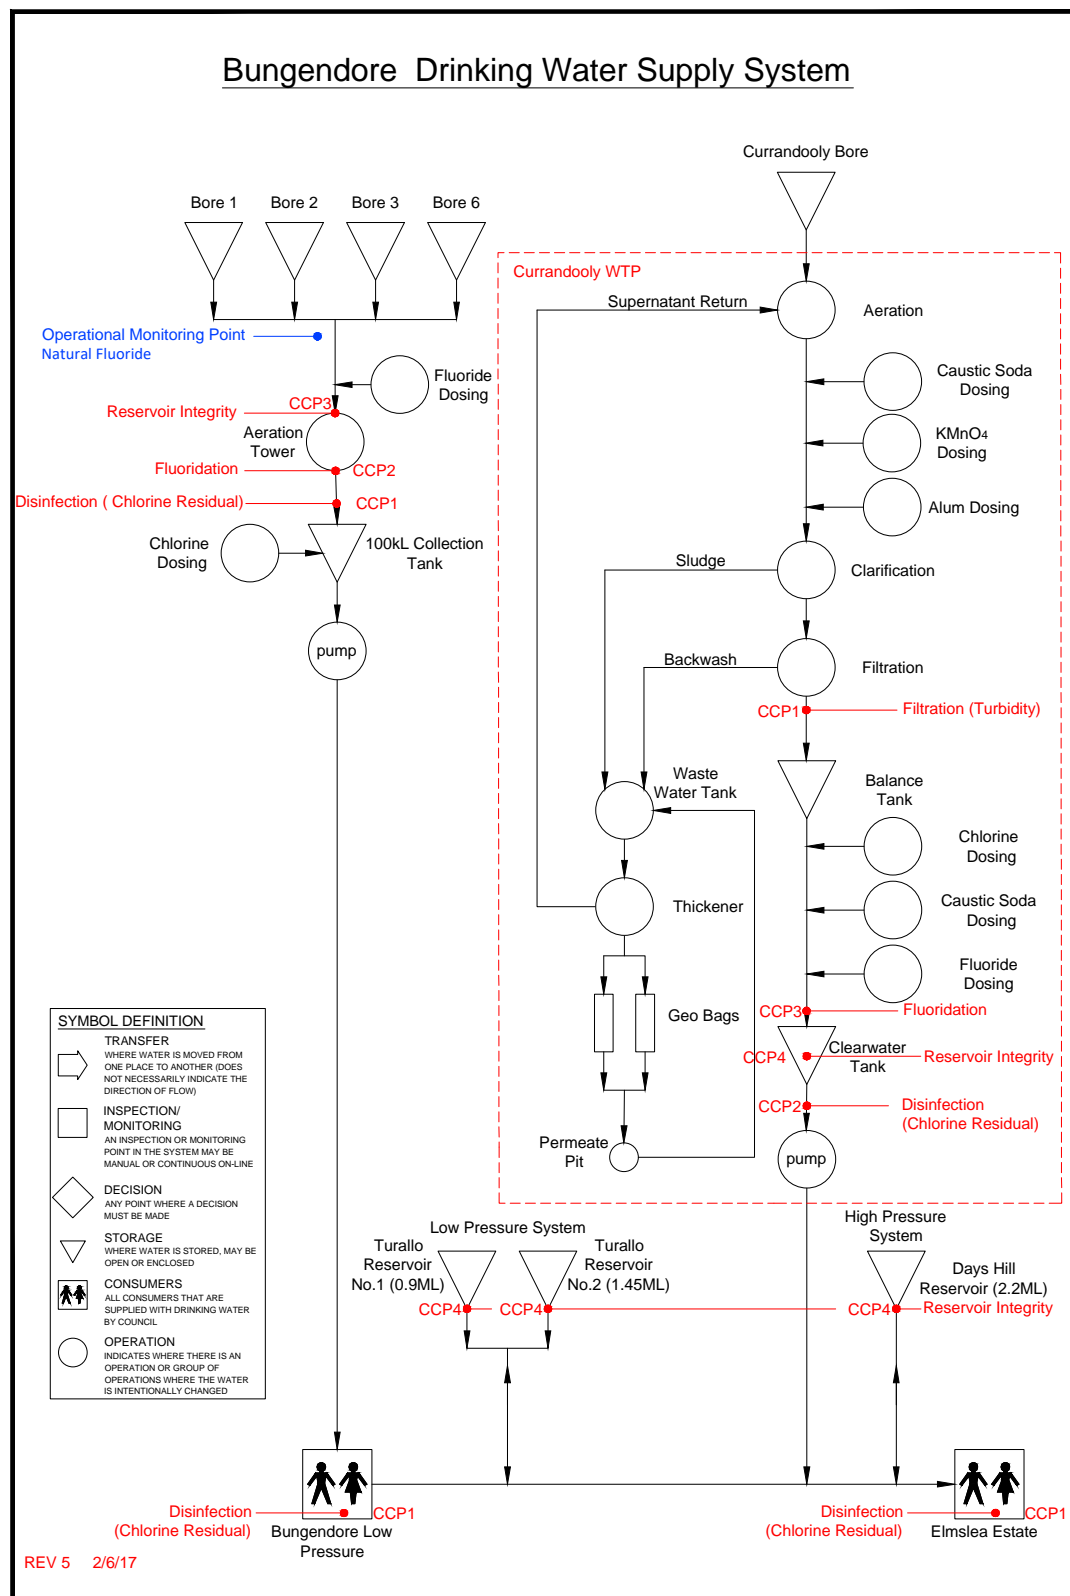 Bungendore  Drinking Water Supply System
Currandooly Bore
Bore 1
Bore 2
Bore 3
Bore 6
Currandooly WTP
Supernatant Return
Aeration
Operational Monitoring Point
Natural Fluoride
Fluoride
Dosing
Caustic Soda
Dosing
CCP3
Reservoir Integrity
Aeration
Tower
KMnO4
Dosing
Fluoridation
CCP2
Disinfection ( Chlorine Residual)
CCP1
Alum Dosing
Chlorine
Dosing
100kL Collection
Tank
Sludge
Clarification
pump
Backwash
Filtration
CCP1
Filtration (Turbidity)
Waste
Water Tank
Balance
Tank
Chlorine
Dosing
Thickener
Caustic Soda
Dosing
Fluoride
Dosing
Geo Bags
CCP3
Fluoridation
CCP4
Clearwater
Tank
Reservoir Integrity
CCP2
Disinfection
(Chlorine Residual)
Permeate
Pit
pump
SYMBOL DEFINITION
TRANSFER
WHERE WATER IS MOVED FROM
ONE PLACE TO ANOTHER (DOES
NOT NECESSARILY INDICATE THE
DIRECTION OF FLOW)
INSPECTION/
MONITORING
AN INSPECTION OR MONITORING
POINT IN THE SYSTEM MAY BE
MANUAL OR CONTINUOUS ON-LINE
DECISION
ANY POINT WHERE A DECISION
MUST BE MADE
STORAGE
WHERE WATER IS STORED, MAY BE
OPEN OR ENCLOSED
CONSUMERS
ALL CONSUMERS THAT ARE
SUPPLIED WITH DRINKING WATER
BY COUNCIL
OPERATION
INDICATES WHERE THERE IS AN
OPERATION OR GROUP OF
OPERATIONS WHERE THE WATER
IS INTENTIONALLY CHANGED
Low Pressure System
Turallo
Reservoir
No.1 (0.9ML)
Turallo
Reservoir
No.2 (1.45ML)
High Pressure
System
Days Hill
Reservoir (2.2ML)
CCP4
CCP4
CCP4
Reservoir Integrity
Disinfection
(Chlorine Residual)
CCP1
Bungendore Low
Pressure
Disinfection
(Chlorine Residual)
CCP1
Elmslea Estate
REV 5 2/6/17